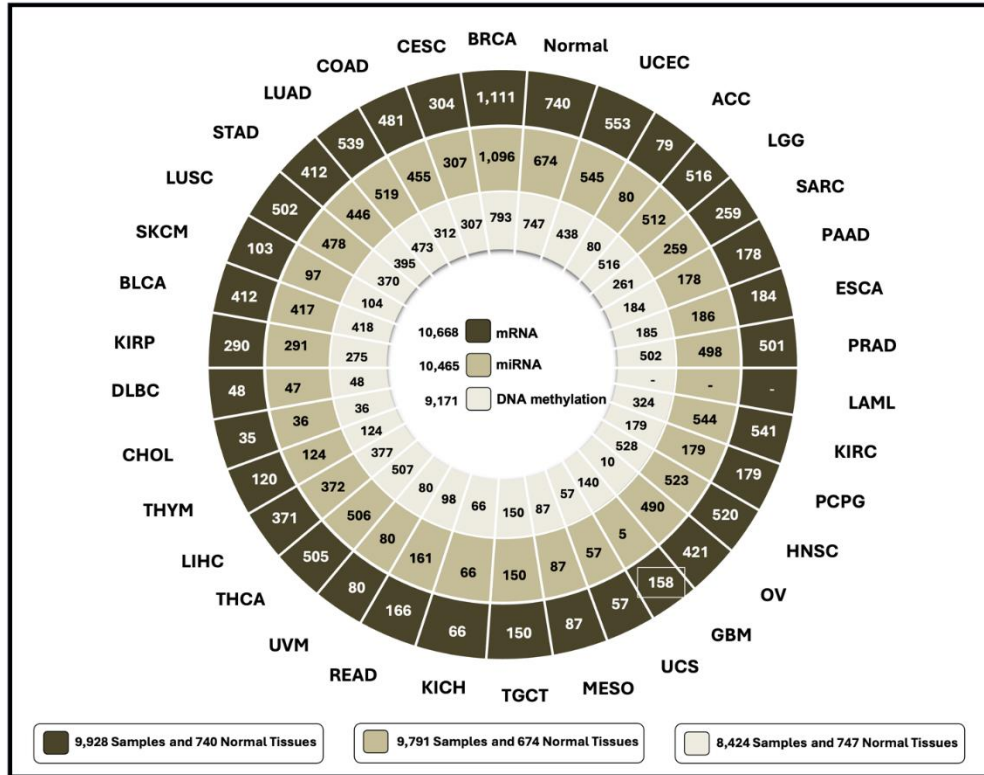 BRCA
Normal
UCEC
ACC
LGG
SARC
PAAD
ESCA
PRAD
LAML
KIRC
PCPG
HNSC
OV
GBM
UCS
MESO
TGCT
KICH
READ
UVM
THCA
LIHC
THYM
CHOL
DLBC
KIRP
BLCA
SKCM
LUSC
STAD
LUAD
COAD
CESC
1,111
740
553
79
516
259
178
184
501
-
541
179
520
421
158
57
87
150
66
166
80
505
371
120
35
48
290
412
103
502
412
539
481
304
1,096
674
545
80
512
259
178
186
498
-
544
179
523
490
5
57
87
150
66
161
80
506
372
124
36
47
291
417
97
478
446
519
455
307
793
747
438
80
516
261
184
185
502
-
324
179
528
10
140
57
87
150
66
98
80
507
377
124
36
48
275
418
104
370
395
473
312
307
10,668 mRNA
10,465 miRNA
9,171 DNA methylation
9,928 Samples and 740 Normal Tissues
9,791 Samples and 674 Normal Tissues
8,424 Samples and 747 Normal Tissues